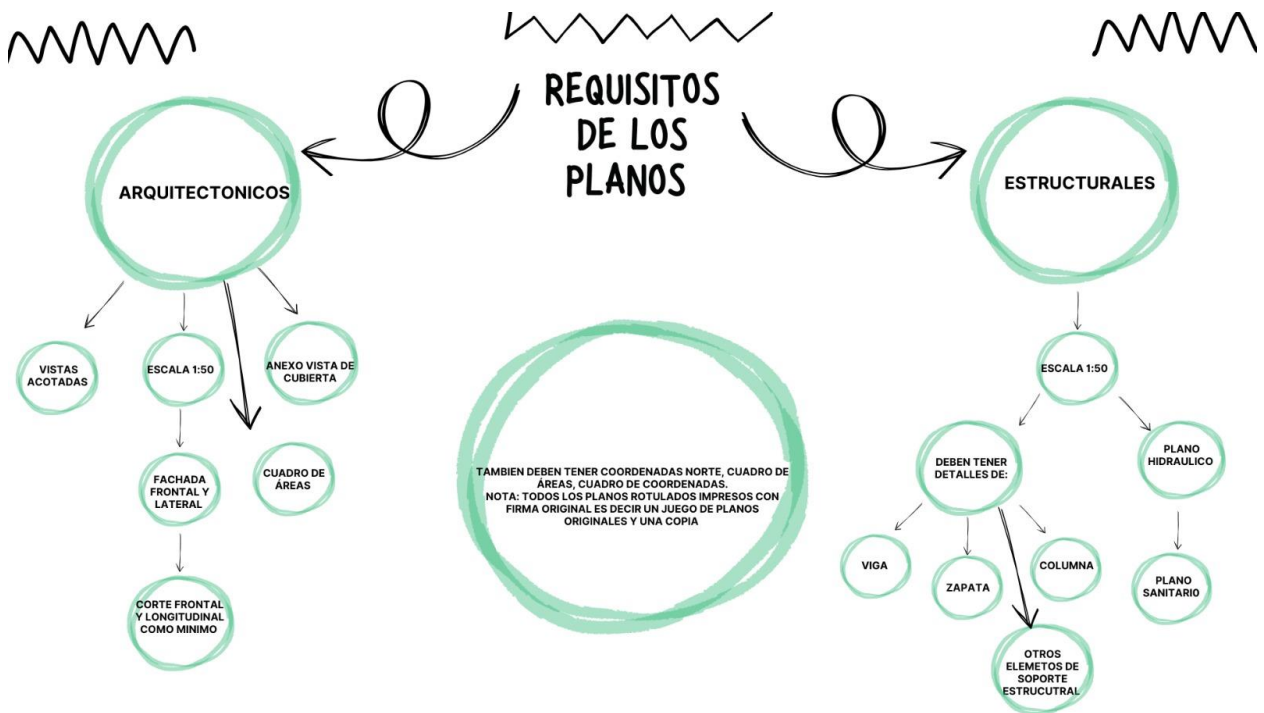 REQUISITOS
DE LOS
PLANOS
ARQUITECTONICOS
VISTAS
ACOTADAS
ESCALA 1:50
ANEXO VISTA DE
CUBIERTA
FACHADA
FRONTAL Y
LATERAL
CUADRO DE
ÁREAS
CORTE FRONTAL
Y LONGITUDINAL
COMO MINIMO
TAMBIEN DEBEN TENER COORDENADAS NORTE, CUADRO DE
ÁREAS, CUADRO DE COORDENADAS.
NOTA: TODOS LOS PLANOS ROTULADOS IMPRESOS CON
FIRMA ORIGINAL ES DECIR UN JUEGO DE PLANOS
ORIGINALES Y UNA COPIA
ESTRUCTURALES
ESCALA 1:50
DEBEN TENER
DETALLES DE:
PLANO
HIDRAULICO
VIGA
ZAPATA
COLUMNA
PLANO
SANITARIO
OTROS
ELEMETOS DE
SOPORTE
ESTRUCUTRAL